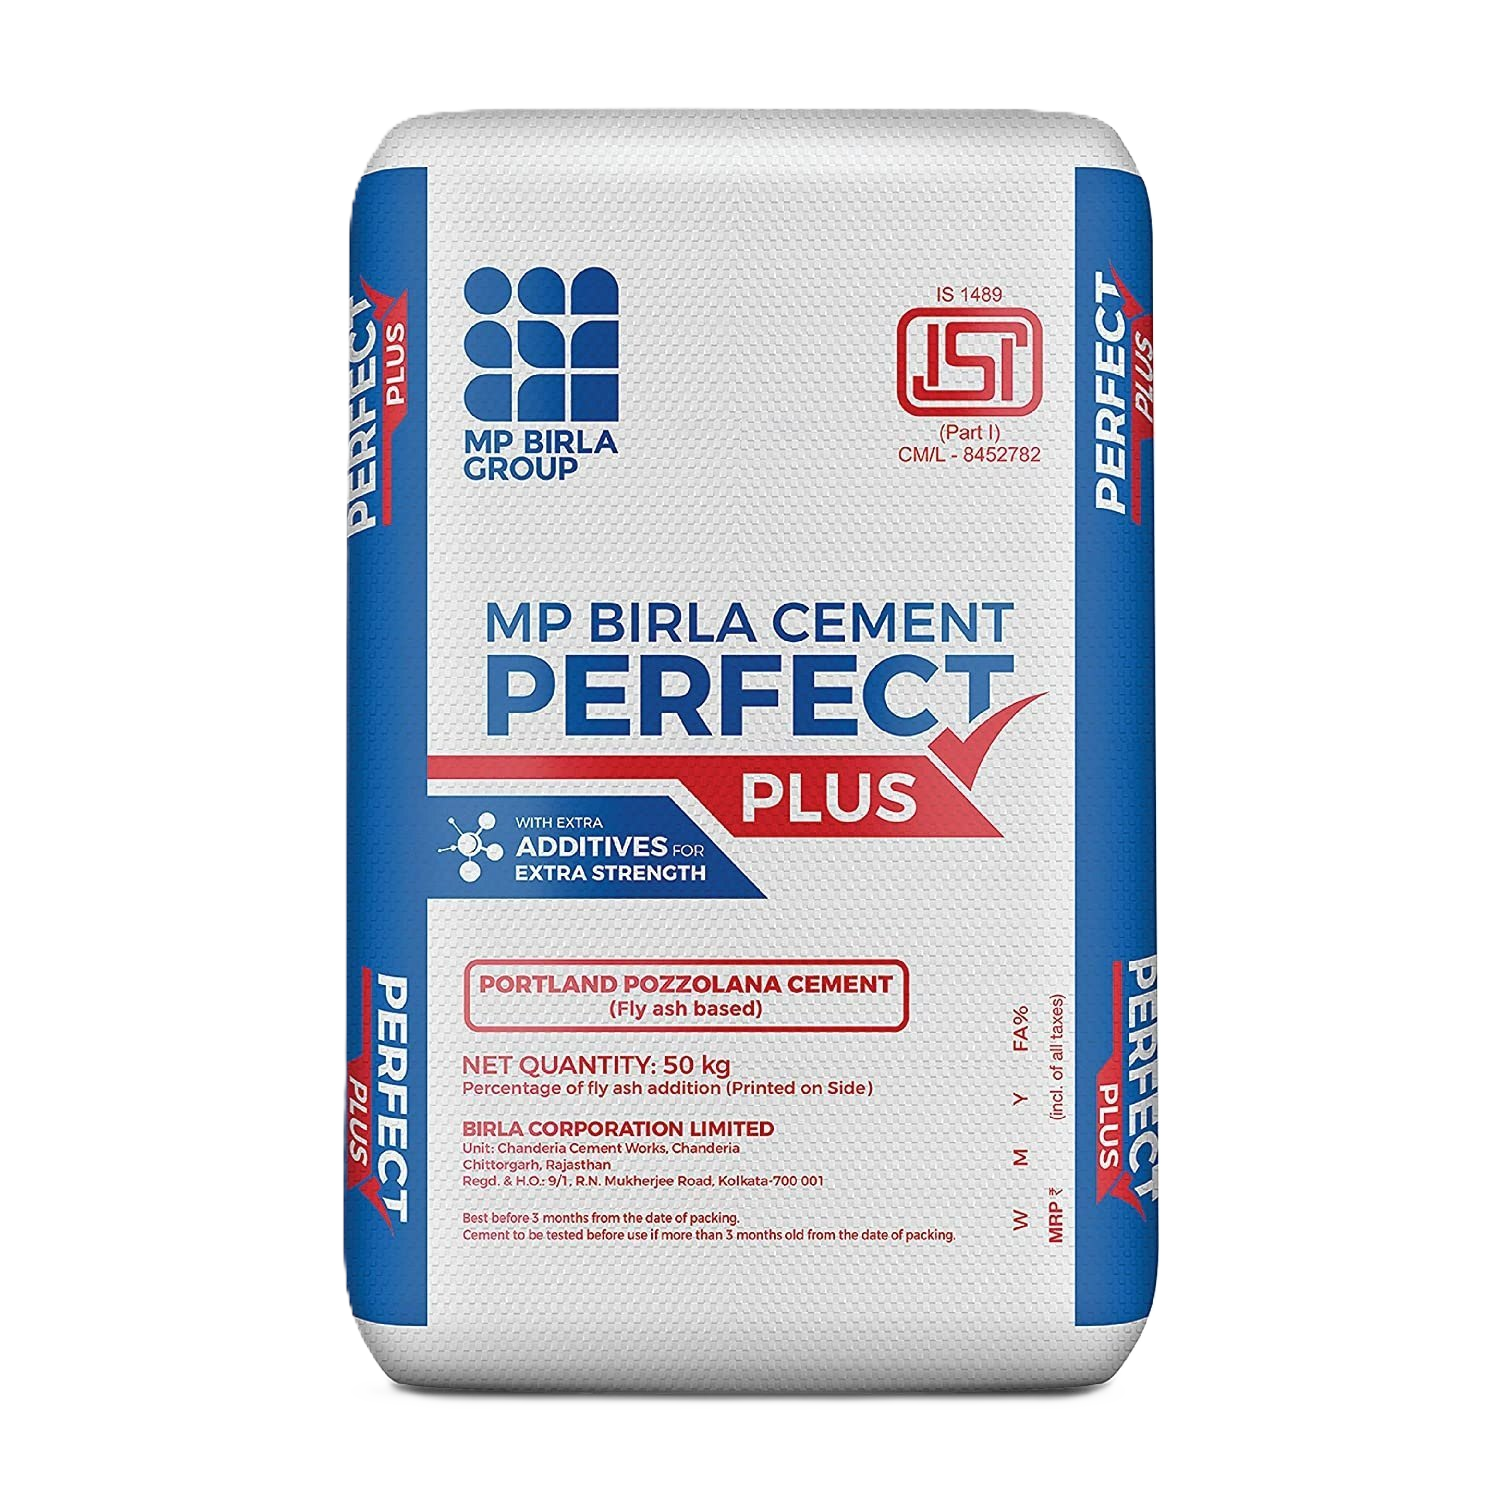 MP BIRLA
GROUP
IS 1489
ISI
(Part I)
CM/L - 8452782
PERFECT
PLUS
PERFECT
PLUS
MP BIRLA CEMENT
PERFECT
PLUS
WITH EXTRA
ADDITIVES FOR
EXTRA STRENGTH
PORTLAND POZZOLANA CEMENT
(Fly ash based)
NET QUANTITY: 50 kg
Percentage of fly ash addition (Printed on Side)
BIRLA CORPORATION LIMITED
Unit: Chanderia Cement Works, Chanderia
Chittorgarh, Rajasthan
Regd. & H.O.: 9/1, R.N. Mukherjee Road, Kolkata-700 001
Best before 3 months from the date of packing.
Cement to be tested before use if more than 3 months old from the date of packing.
W M Y FA%
MRP ₹ (incl. of all taxes)
PERFECT
PLUS
PERFECT
PLUS